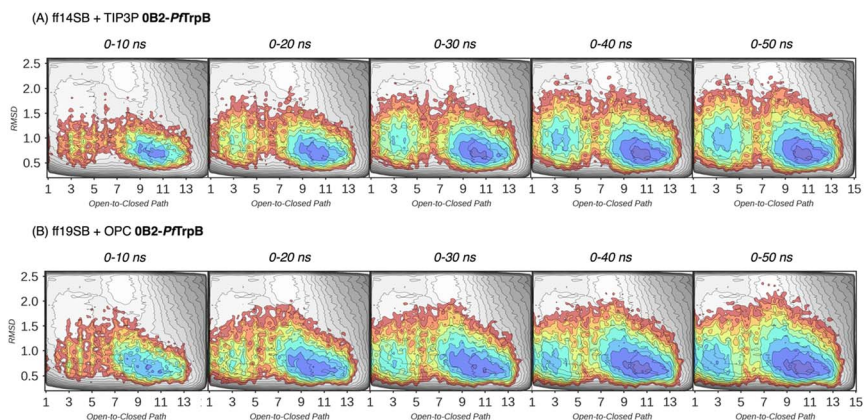 (A) ff14SB + TIP3P 0B2-PfTrpB
0-10 ns 0-20 ns 0-30 ns 0-40 ns 0-50 ns
RMSD
2.5
2.0
1.5
1.0
0.5
1 3 5 7 9 11 13 1 3 5 7 9 11 13 1 3 5 7 9 11 13 1 3 5 7 9 11 13 1 3 5 7 9 11 13 15
Open-to-Closed Path Open-to-Closed Path Open-to-Closed Path Open-to-Closed Path Open-to-Closed Path
(B) ff19SB + OPC 0B2-PfTrpB
0-10 ns 0-20 ns 0-30 ns 0-40 ns 0-50 ns
RMSD
2.5
2.0
1.5
1.0
0.5
1 3 5 7 9 11 13 1 3 5 7 9 11 13 1 3 5 7 9 11 13 1 3 5 7 9 11 13 1 3 5 7 9 11 13 15
Open-to-Closed Path Open-to-Closed Path Open-to-Closed Path Open-to-Closed Path Open-to-Closed Path